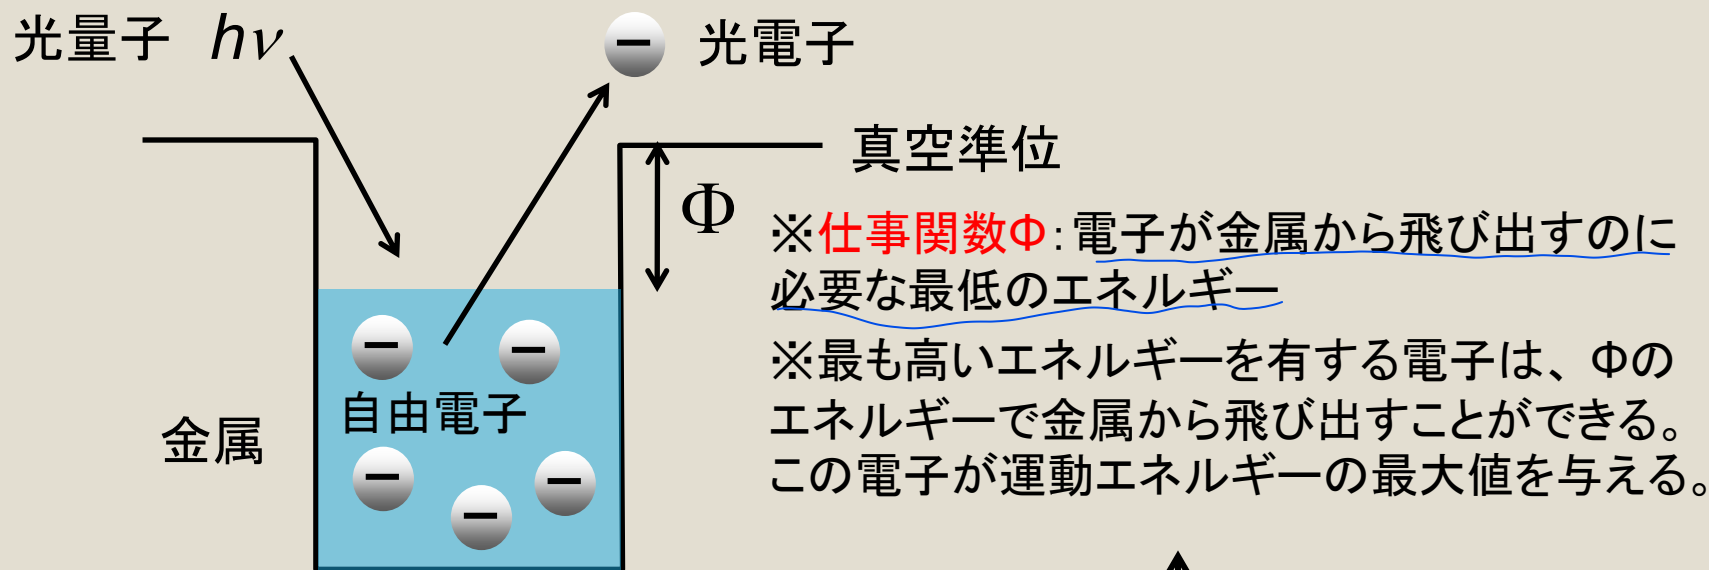 光量子 hν
光電子
真空準位
Φ
※仕事関数Φ:電子が金属から飛び出すのに
必要な最低のエネルギー
※最も高いエネルギーを有する電子は、Φの
エネルギーで金属から飛び出すことができる。
この電子が運動エネルギーの最大値を与える。
自由電子
金属